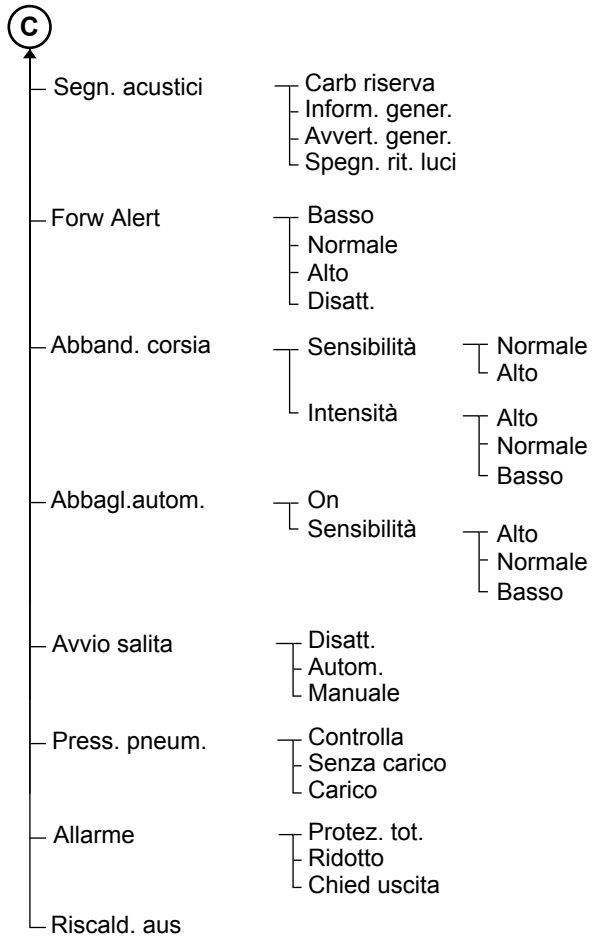 C
Segn. acustici
Carb riserva
Inform. gener.
Avvert. gener.
Spegn. rit. luci
Forw Alert
Basso
Normale
Alto
Disatt.
Abband. corsia
Sensibilità
Normale
Alto
Intensità
Alto
Normale
Basso
Abbagl.autom.
On
Sensibilità
Alto
Normale
Basso
Avvio salita
Disatt.
Autom.
Manuale
Press. pneum.
Controlla
Senza carico
Carico
Allarme
Protez. tot.
Ridotto
Chied uscita
Riscald. aus